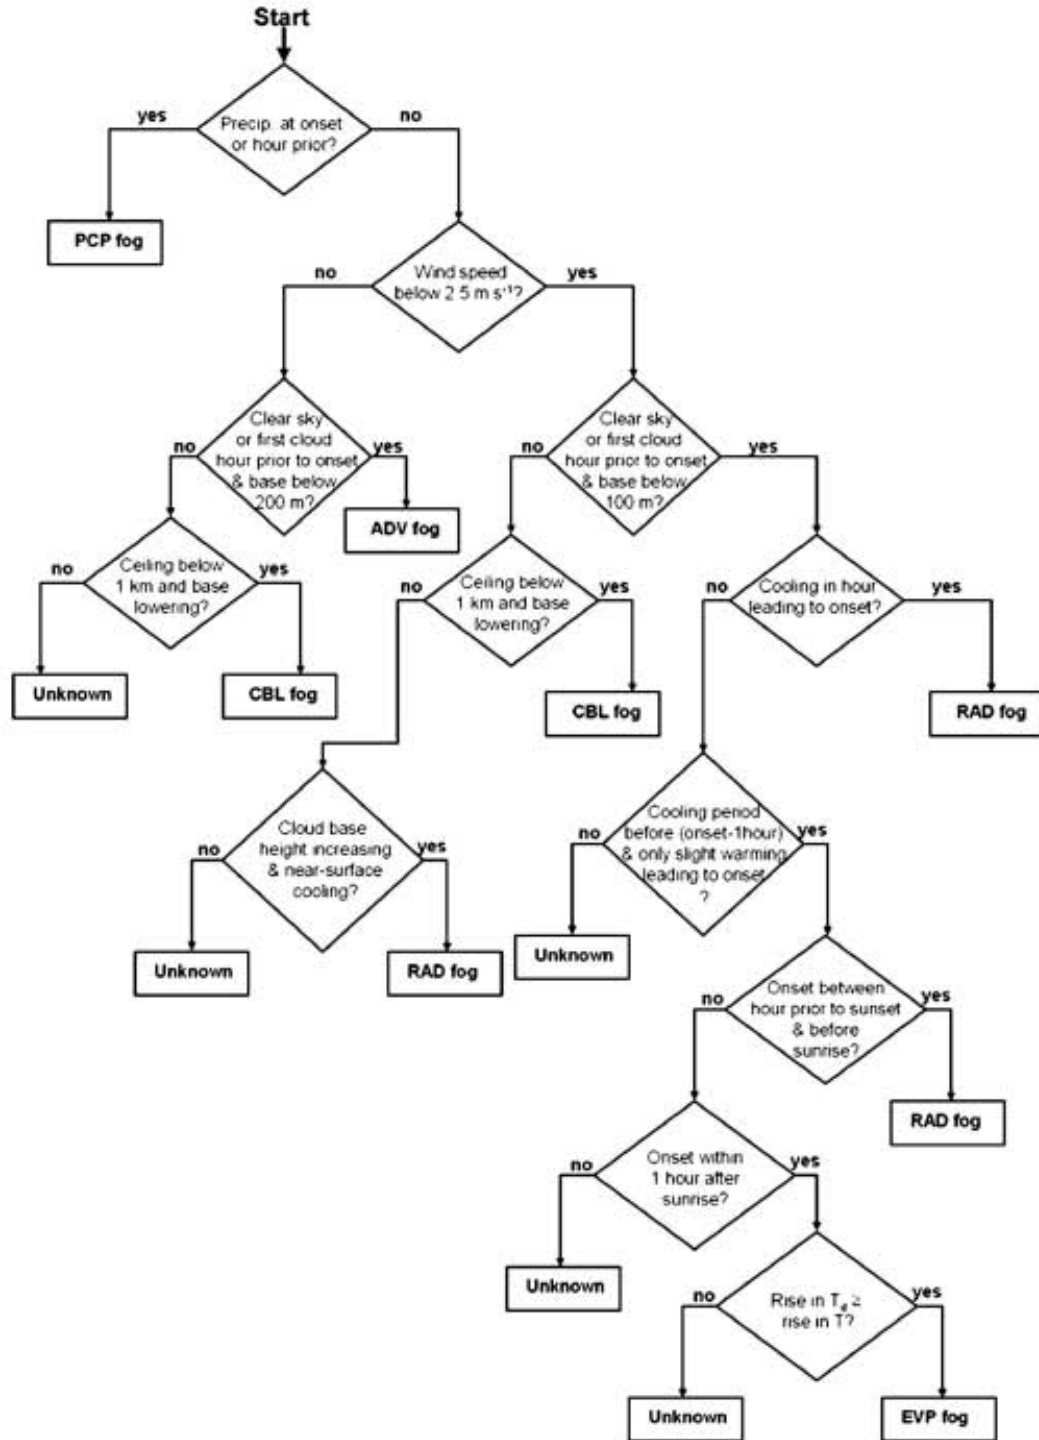 Start
Precip. at onset
or hour prior?
yes
no
PCP fog
Wind speed
below 2.5 m s⁻¹?
no
yes
Clear sky
or first cloud
hour prior to onset
& base below
200 m?
no
yes
Clear sky
or first cloud
hour prior to onset
& base below
100 m?
no
yes
ADV fog
Ceiling below
1 km and base
lowering?
no
yes
Ceiling below
1 km and base
lowering?
no
yes
Cooling in hour
leading to onset?
no
yes
Unknown
CBL fog
CBL fog
RAD fog
Cloud base
height increasing
& near-surface
cooling?
no
yes
Cooling period
before (onset-1hour)
& only slight warming
leading to onset
?
no
yes
Unknown
RAD fog
Unknown
Onset between
hour prior to sunset
& before
sunrise?
no
yes
RAD fog
Onset within
1 hour after
sunrise?
no
yes
Unknown
Rise in Td ≥
rise in T?
no
yes
Unknown
EVP fog